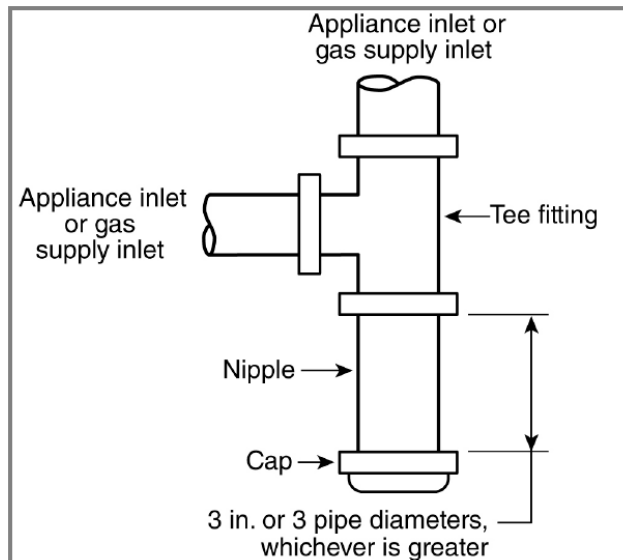 Appliance inlet or
gas supply inlet
Appliance inlet
or gas
supply inlet
Tee fitting
Nipple
Cap
3 in. or 3 pipe diameters,
whichever is greater